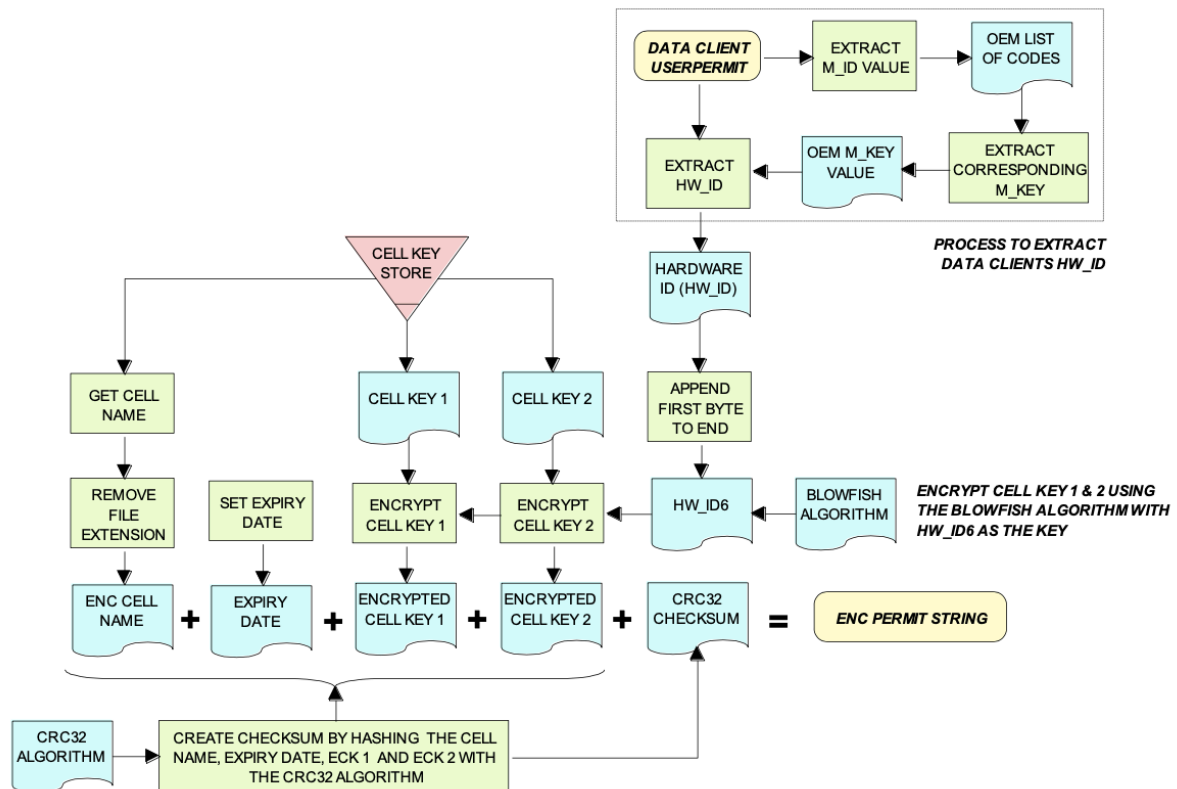 DATA CLIENT
USERPERMIT
EXTRACT
M_ID VALUE
OEM LIST
OF CODES
EXTRACT
HW_ID
OEM M_KEY
VALUE
EXTRACT
CORRESPONDING
M_KEY
PROCESS TO EXTRACT
DATA CLIENTS HW_ID
CELL KEY
STORE
HARDWARE
ID (HW_ID)
GET CELL
NAME
CELL KEY 1
CELL KEY 2
APPEND
FIRST BYTE
TO END
REMOVE
FILE
EXTENSION
SET EXPIRY
DATE
ENCRYPT
CELL KEY 1
ENCRYPT
CELL KEY 2
HW_ID6
BLOWFISH
ALGORITHM
ENCRYPT CELL KEY 1 & 2 USING
THE BLOWFISH ALGORITHM WITH
HW_ID6 AS THE KEY
ENC CELL
NAME
+
EXPIRY
DATE
+
ENCRYPTED
CELL KEY 1
+
ENCRYPTED
CELL KEY 2
+
CRC32
CHECKSUM
=
ENC PERMIT STRING
CRC32
ALGORITHM
CREATE CHECKSUM BY HASHING THE CELL
NAME, EXPIRY DATE, ECK 1 AND ECK 2 WITH
THE CRC32 ALGORITHM